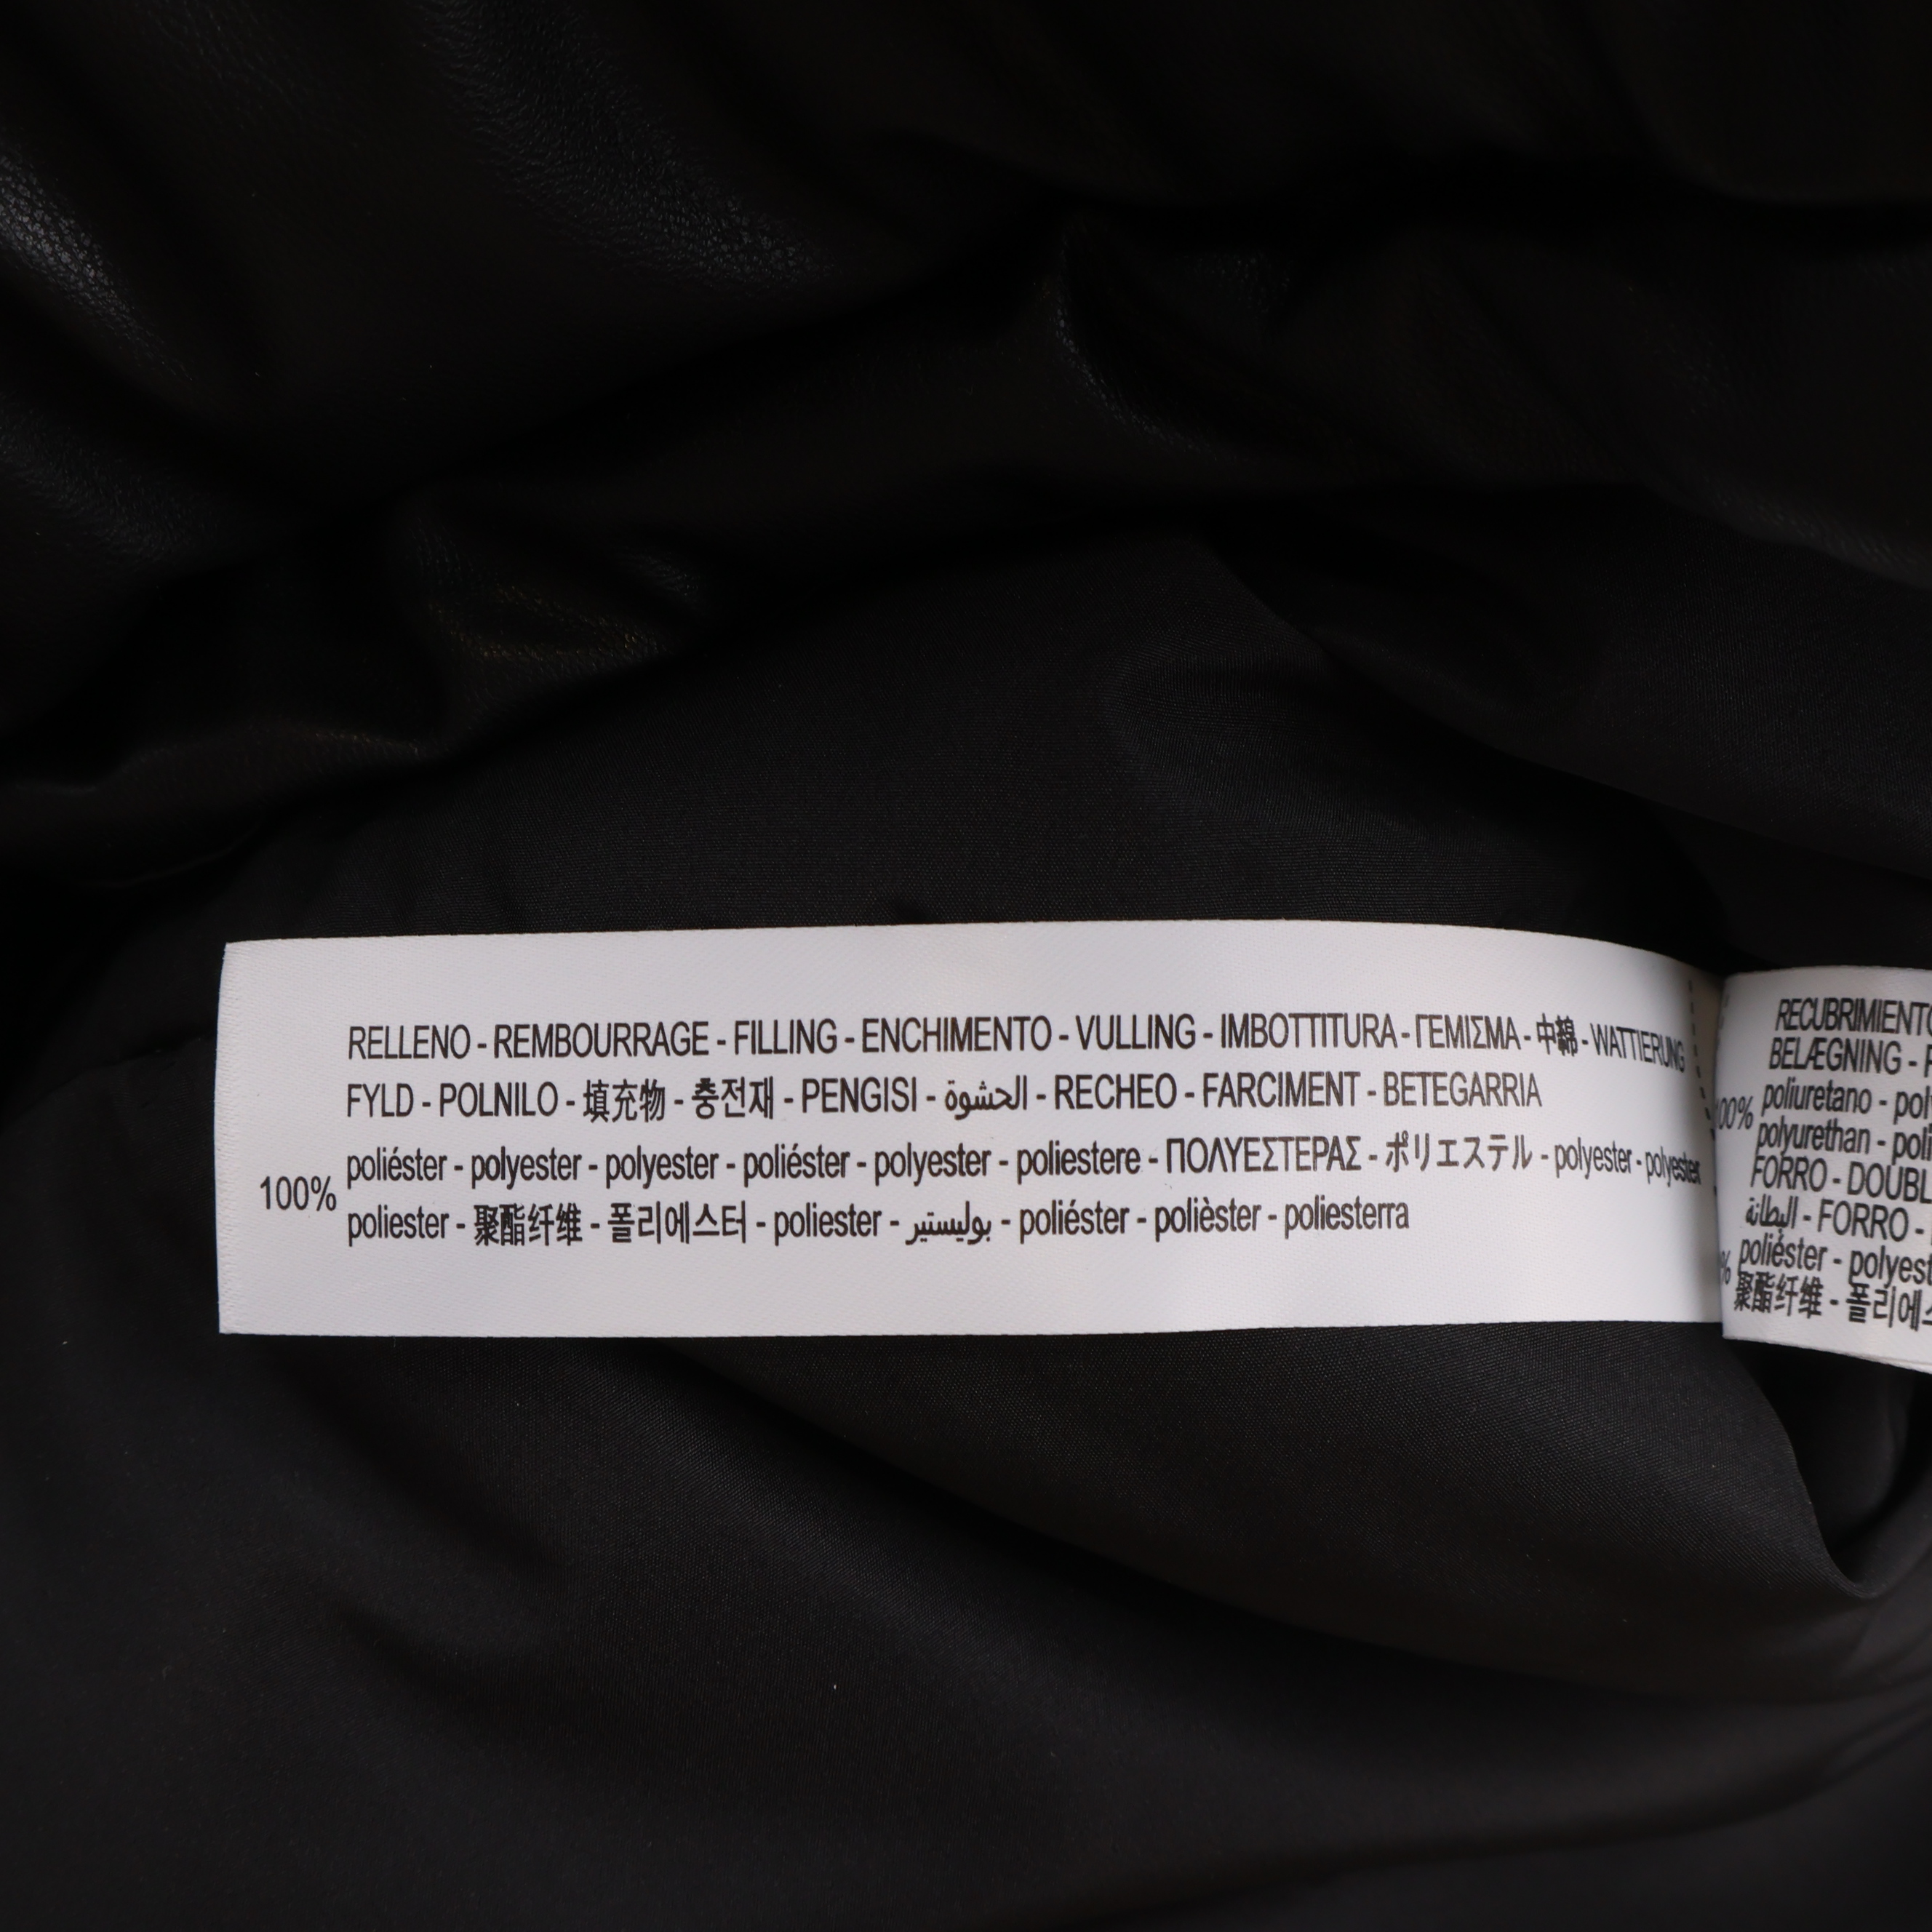 RELLENO - REMBOURRAGE - FILLING - ENCHIMENTO - VULLING - IMBOTTITURA - ΓΕΜΙΣΜΑ - 中綿 - WATTIERUNG
FYLD - POLNILO - 填充物 - 충전재 - PENGISI - الحشوة - RECHEO - FARCIMENT - BETEGARRIA
100% poliéster - polyester - polyester - poliéster - polyester - poliestere - ΠΟΛΥΕΣΤΕΡΑΣ - ポリエステル - polyester - polyester
poliester - 聚酯纤维 - 폴리에스터 - poliester - بوليستير - poliéster - polièster - poliesterra
RECUBRIMIENTO
BELÆGNING -
100% poliuretano -
polyurethan -
FORRO -
البطانة - FORRO -
% poliéster -
聚酯纤维 -